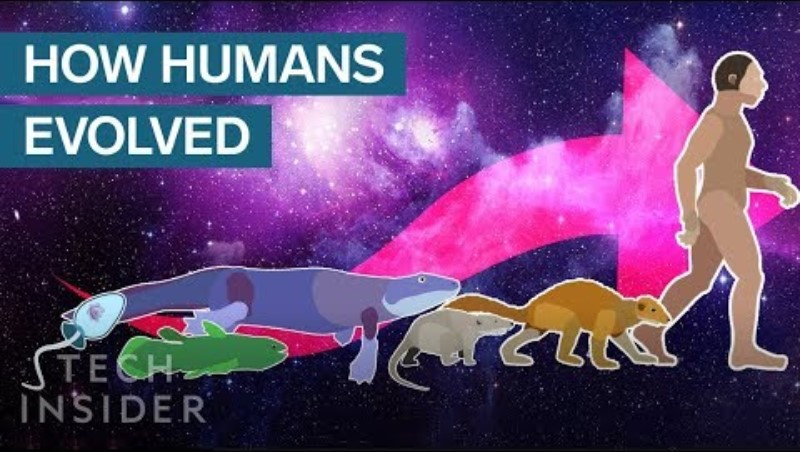 HOW HUMANS
EVOLVED
TECH
INSIDER